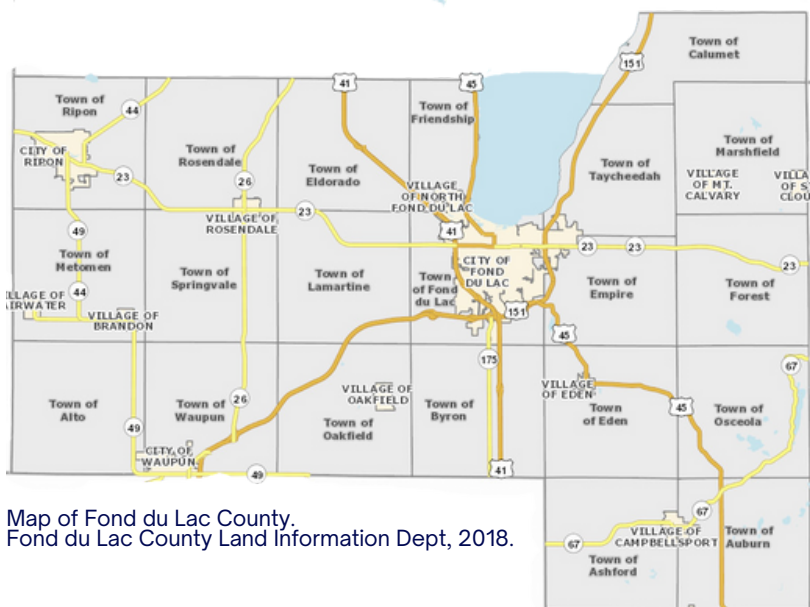 41
45
151
Town of
Calumet
Town of
Ripon
44
Town of
Friendship
CITY OF
RIPON
Town of
Rosendale
Town of
Marshfield
Town of
Eldorado
Town of
Taycheedah
23
26
VILLAGE
OF MT.
CALVARY
VILLAGE
OF NORTH
FOND DU LAC
VILLAGE OF
ROSENDALE
23
49
41
23
23
23
Town of
Metomen
CITY OF
FOND
DU LAC
Town of
Springvale
Town of
Lamartine
Town
of Fond
du Lac
Town of
Empire
Town of
Forest
44
VILLAGE OF
BRANDON
151
45
175
67
VILLAGE OF
OAKFIELD
VILLAGE
OF EDEN
26
Town of
Alto
Town of
Waupun
Town of
Byron
Town of
Oakfield
Town
of Eden
45
Town of
Osceola
49
CITY OF
WAUPUN
49
41
Map of Fond du Lac County.
Fond du Lac County Land Information Dept, 2018.
67
VILLAGE OF
CAMPBELLSPORT
Town of
Auburn
67
Town of
Ashford